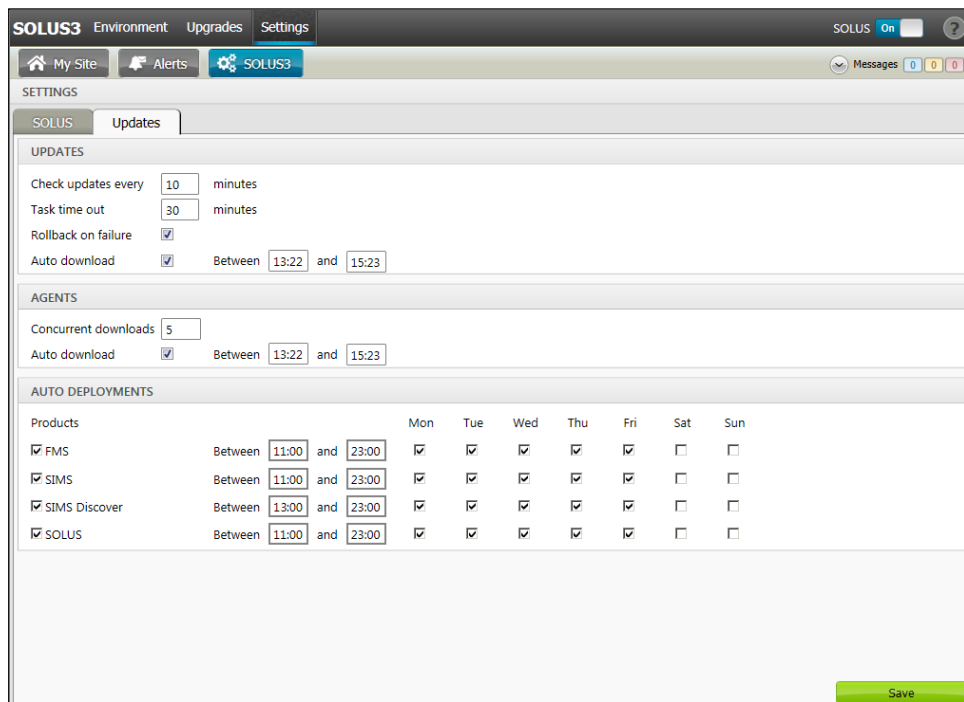 SOLUS3 Environment Upgrades Settings SOLUS On ?
My Site Alerts SOLUS3 Messages 0 0 0
SETTINGS
SOLUS Updates
UPDATES
Check updates every 10 minutes
Task time out 30 minutes
Rollback on failure
Auto download Between 13:22 and 15:23
AGENTS
Concurrent downloads 5
Auto download Between 13:22 and 15:23
AUTO DEPLOYMENTS
Products Mon Tue Wed Thu Fri Sat Sun
FMS Between 11:00 and 23:00
SIMS Between 11:00 and 23:00
SIMS Discover Between 13:00 and 23:00
SOLUS Between 11:00 and 23:00
Save